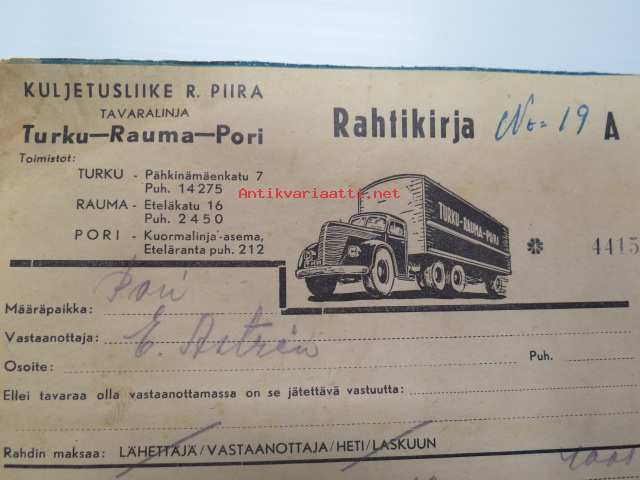 KULJETUSLIIKE R. PIIRA
TAVARALINJA
Turku—Rauma—Pori
Toimistot:
TURKU - Pähkinämäenkatu 7
Puh. 14275
RAUMA - Eteläkatu 16
Puh. 2450
PORI - Kuormalinja-asema,
Eteläranta puh. 212
Rahtikirja No= 19 A
Antikvariaatti.net
TURKU-RAUMA-PORI
* 4415
Määräpaikka: Pori
Vastaanottaja: E. Astrén
Osoite: Puh.
Ellei tavaraa olla vastaanottamassa on se jätettävä vastuutta:
Rahdin maksaa: LÄHETTÄJÄ/VASTAANOTTAJA/HETI/LASKUUN